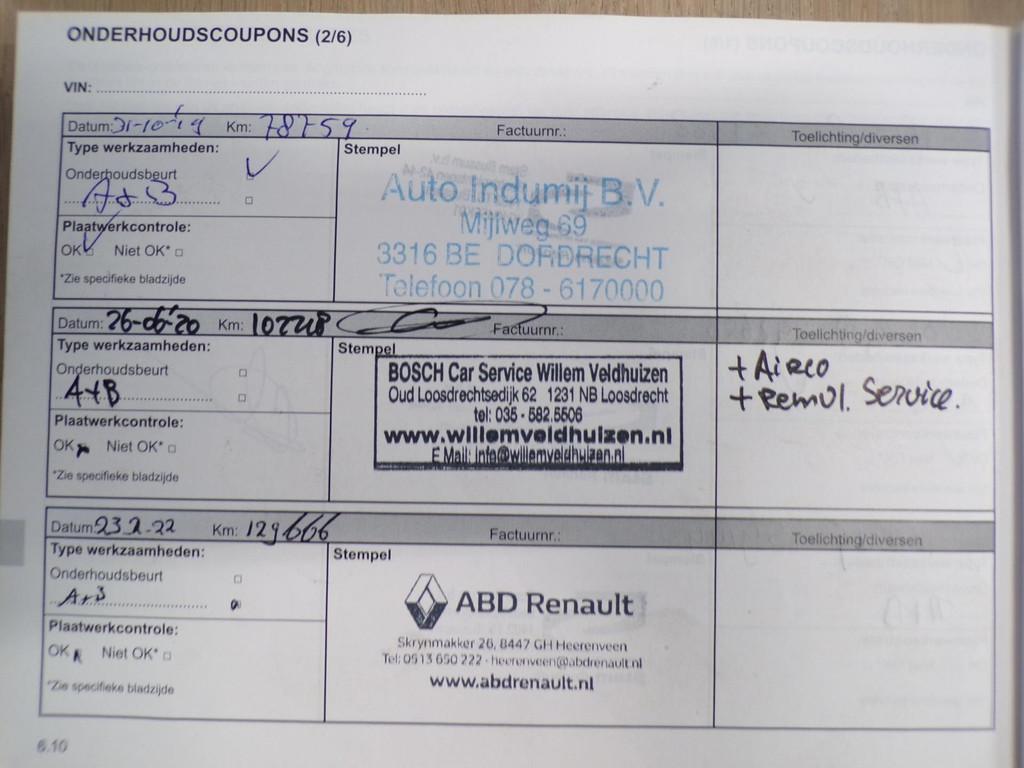 ONDERHOUDSCOUPONS (2/6)
VIN:
Datum: 31-10-'19 Km: 78759 Factuurnr.: Toelichting/diversen
Type werkzaamheden: Stempel
Onderhoudsbeurt
A+B
Plaatwerkcontrole:
OK Niet OK*
*Zie specifieke bladzijde
Auto Indumij B.V.
Mijlweg 69
3316 BE DORDRECHT
Telefoon 078 - 6170000
Datum: 26-06-'20 Km: 102248 Factuurnr.: Toelichting/diversen
Type werkzaamheden: Stempel
Onderhoudsbeurt
A+B
Plaatwerkcontrole:
OK Niet OK*
*Zie specifieke bladzijde
BOSCH Car Service Willem Veldhuizen
Oud Loosdrechtsedijk 62 1231 NB Loosdrecht
tel: 035 - 582.5506
www.willemveldhuizen.nl
E Mail: info@willemveldhuizen.nl
+ Airco
+ Remvl. Service.
Datum: 23 2-22 Km: 129666 Factuurnr.: Toelichting/diversen
Type werkzaamheden: Stempel
Onderhoudsbeurt
A+B
Plaatwerkcontrole:
OK Niet OK*
*Zie specifieke bladzijde
ABD Renault
Skrynmakker 26, 8447 GH Heerenveen
Tel: 0513 650 222 - heerenveen@abdrenault.nl
www.abdrenault.nl
6.10